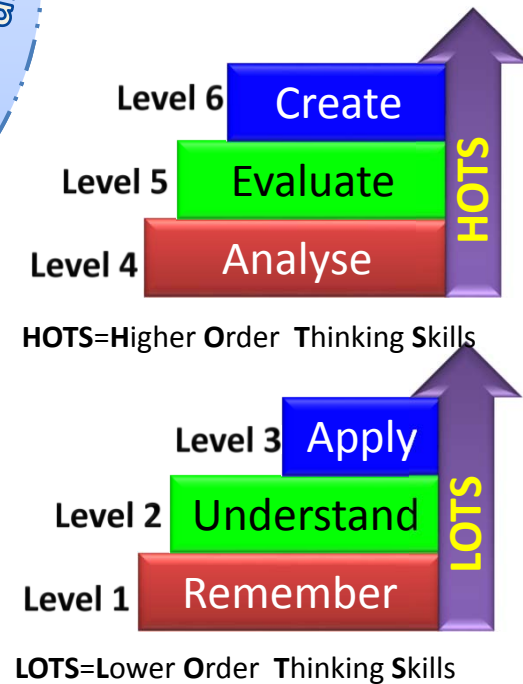 Level 6 Create
Level 5 Evaluate
Level 4 Analyse
HOTS
HOTS=Higher Order Thinking Skills
Level 3 Apply
Level 2 Understand
Level 1 Remember
LOTS
LOTS=Lower Order Thinking Skills